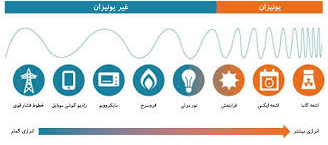 یونیزان
غیر یونیزان
اشعه گاما
اشعه ایکس
فرابنفش
نور مرئی
فروسرخ
مایکروویو
رادیو گوشی موبایل
خطوط فشار قوی
انرژی بیشتر
انرژی کمتر